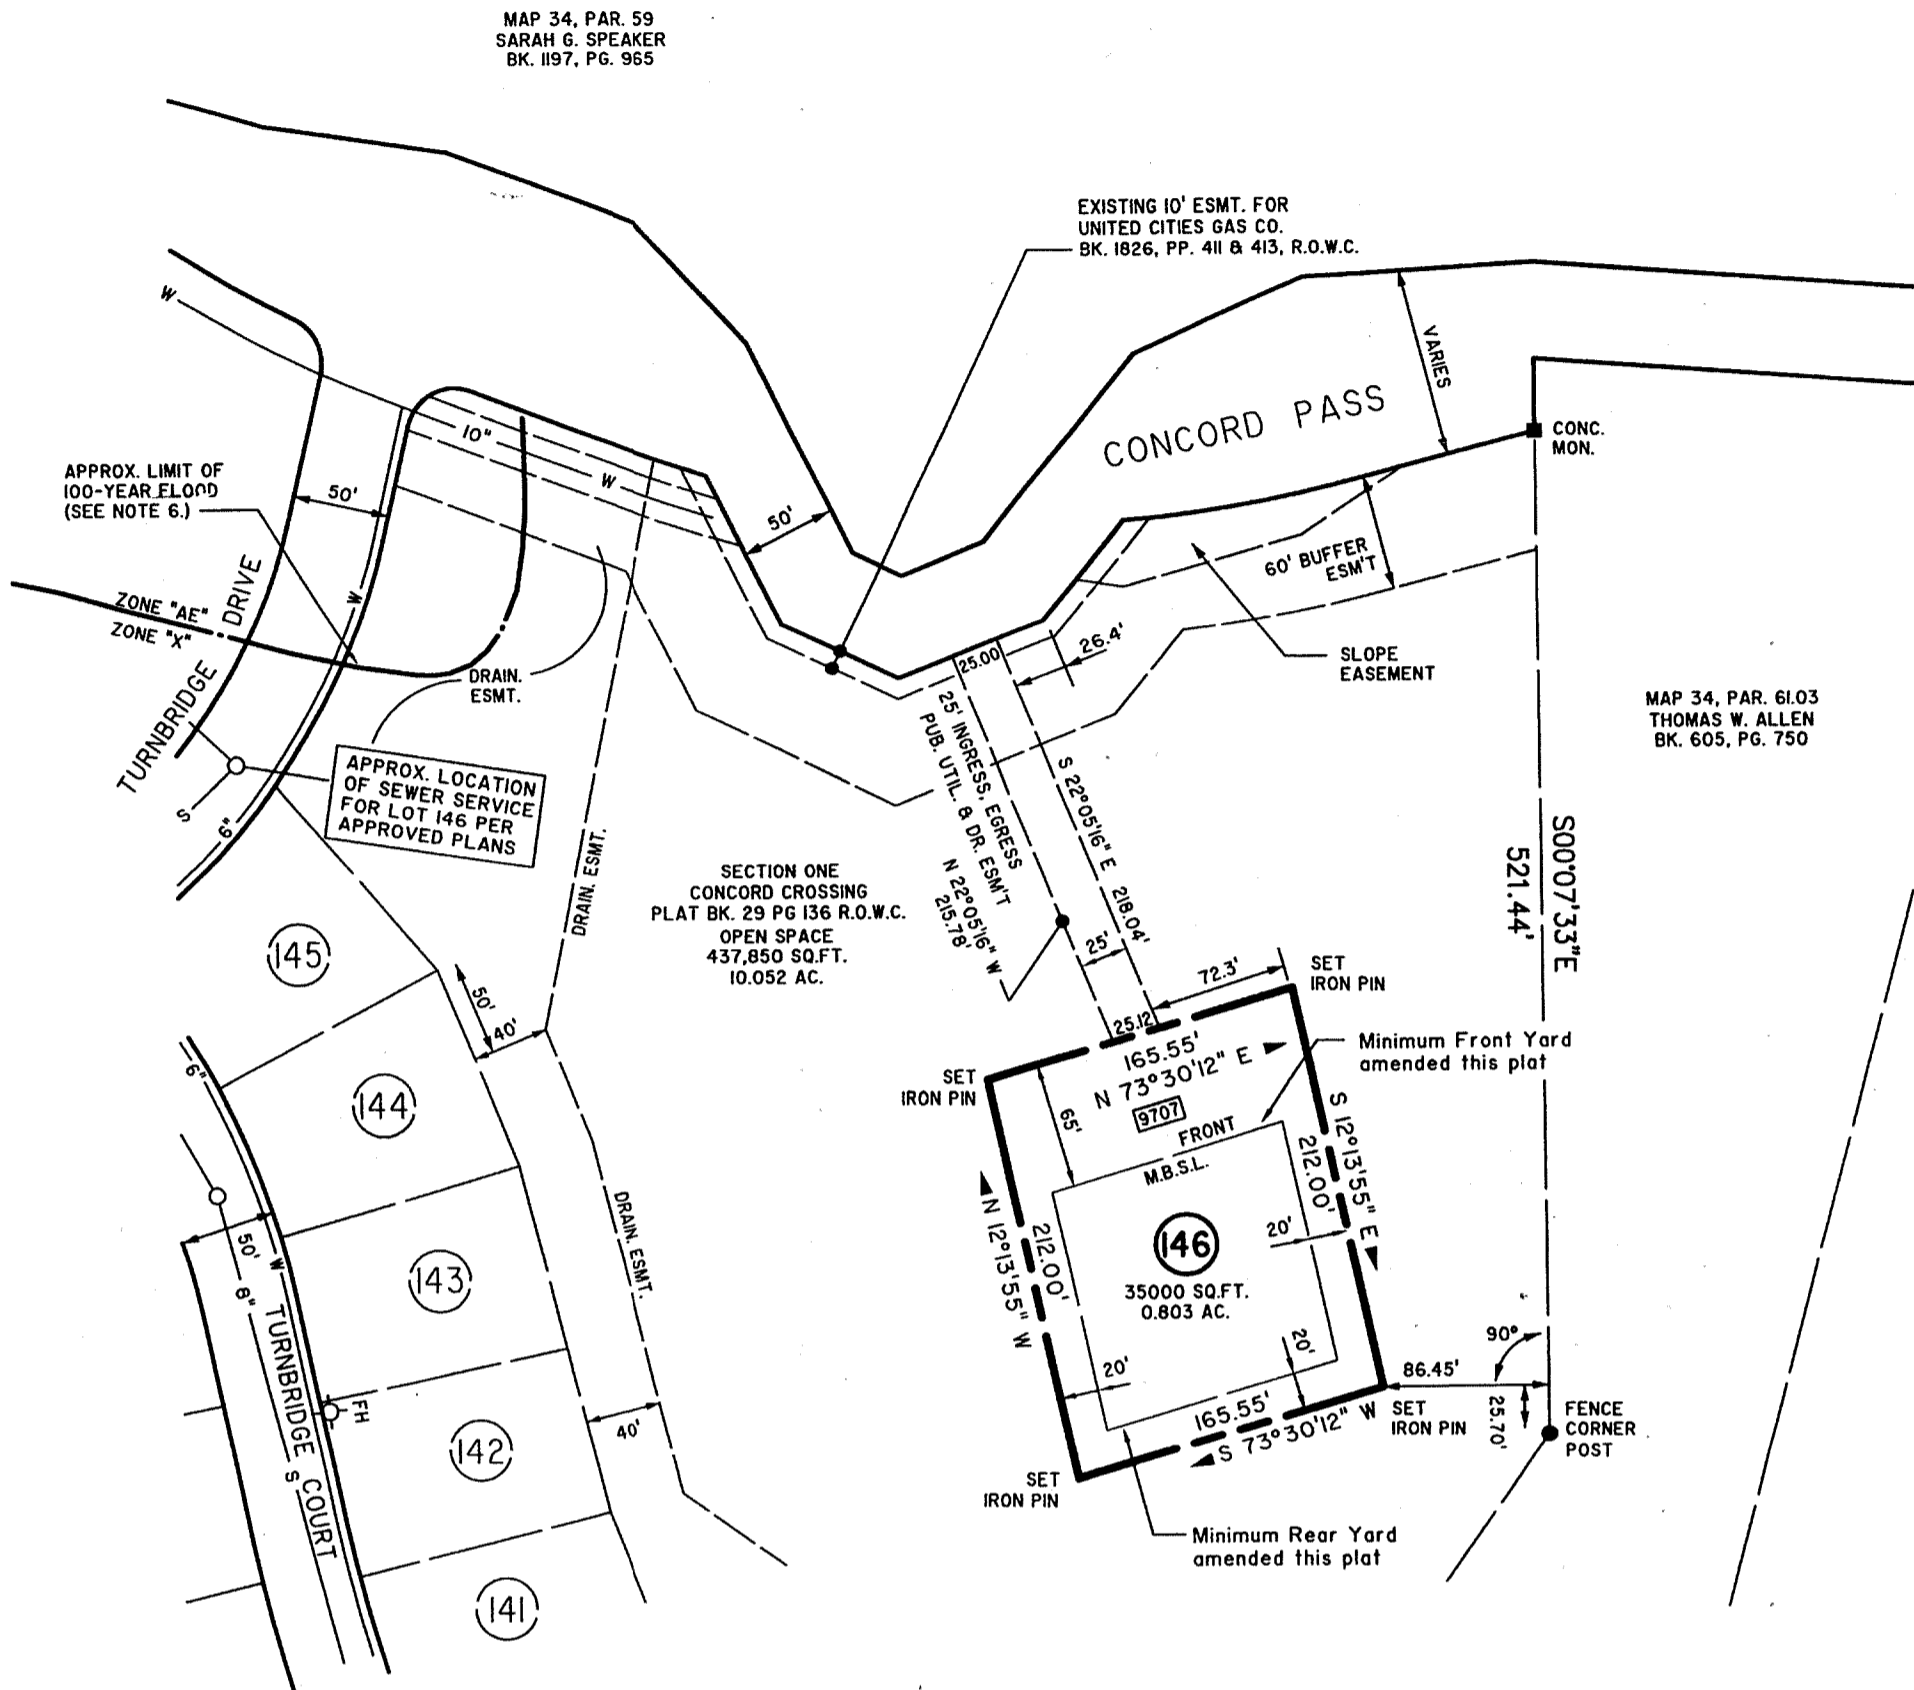 MAP 34, PAR. 59
SARAH G. SPEAKER
BK. 1197, PG. 965
EXISTING 10' ESMT. FOR
UNITED CITIES GAS CO.
BK. 1826, PP. 411 & 413, R.O.W.C.
W
10"
W
VARIES
CONCORD PASS
CONC.
MON.
APPROX. LIMIT OF
100-YEAR FLOOD
(SEE NOTE 6.)
50'
50'
60' BUFFER
ESM'T
ZONE "AE"
ZONE "X"
W
TURNBRIDGE DRIVE
DRAIN.
ESMT.
25.00
26.4'
SLOPE
EASEMENT
MAP 34, PAR. 61.03
THOMAS W. ALLEN
BK. 605, PG. 750
S
6"
APPROX. LOCATION
OF SEWER SERVICE
FOR LOT 146 PER
APPROVED PLANS
DRAIN. ESMT.
25' INGRESS, EGRESS
PUB. UTIL. & DR. ESM'T
N 22°05'16" W
215.78'
S 22°05'16" E 218.04'
S00°07'33"E
521.44'
SECTION ONE
CONCORD CROSSING
PLAT BK. 29 PG 136 R.O.W.C.
OPEN SPACE
437,850 SQ.FT.
10.052 AC.
145
50'
40'
25'
72.3'
SET
IRON PIN
25.12
165.55'
N 73°30'12" E
9707
Minimum Front Yard
amended this plat
SET
IRON PIN
6"
144
65'
FRONT
M.B.S.L.
S 12°13'55" E
212.00'
N 12°13'55" W
212.00'
146
35000 SQ.FT.
0.803 AC.
20'
20'
20'
DRAIN. ESMT.
50'
W
8"
143
TURNBRIDGE COURT
S
FH
142
40'
141
90°
86.45'
25.70'
SET
IRON PIN
FENCE
CORNER
POST
165.55'
S 73°30'12" W
SET
IRON PIN
Minimum Rear Yard
amended this plat